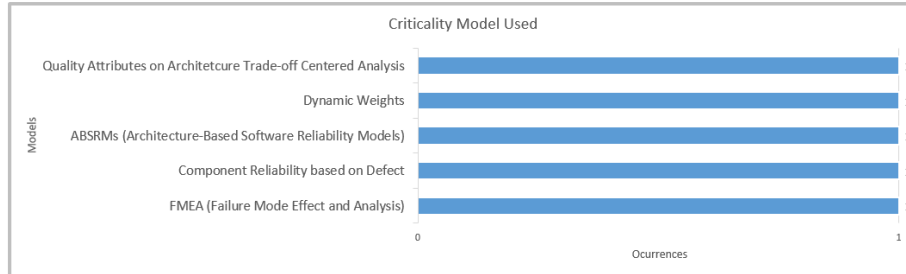 Criticality Model Used
Quality Attributes on Architetcure Trade-off Centered Analysis
Dynamic Weights
ABSRMs (Architecture-Based Software Reliability Models)
Component Reliability based on Defect
FMEA (Failure Mode Effect and Analysis)
Models
0
1
Ocurrences